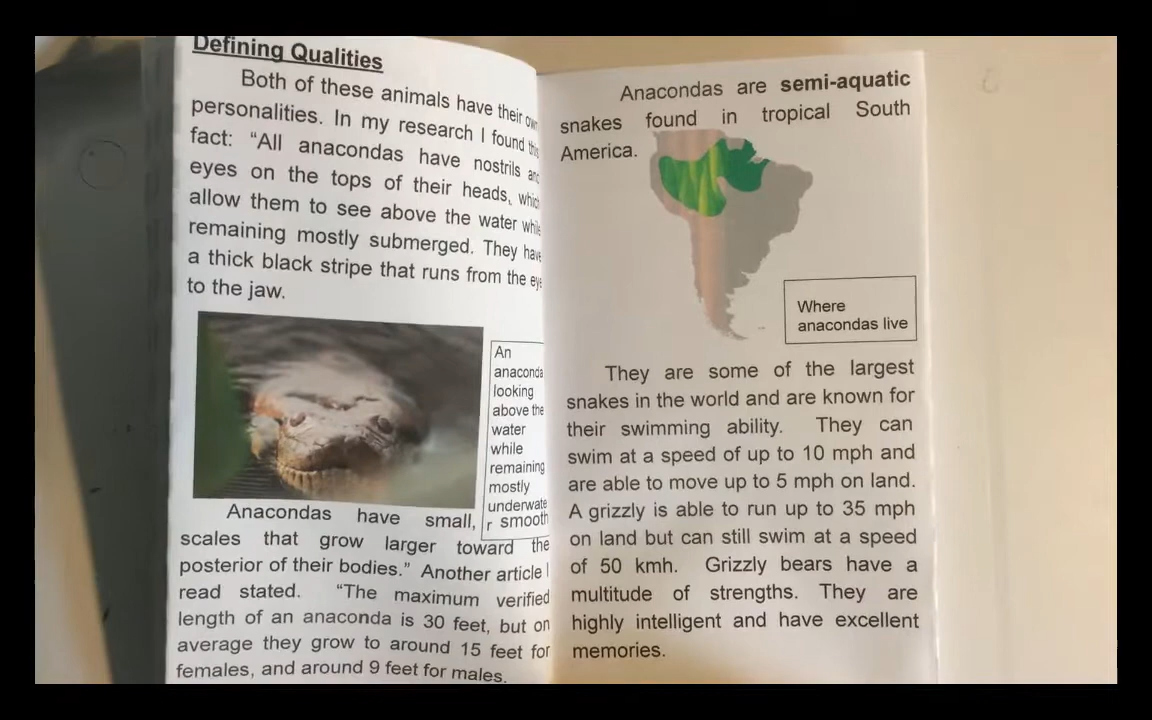 Defining Qualities
Both of these animals have their
personalities. In my research I found
fact: “All anacondas have nostrils
eyes on the tops of their heads,
allow them to see above the water
remaining mostly submerged. They have
a thick black stripe that runs from the eye
to the jaw.
An
anaconda
looking
above the
water
while
remaining
mostly
underwate
r
Anacondas have small, smooth
scales that grow larger toward the
posterior of their bodies.” Another article I
read stated. “The maximum verified
length of an anaconda is 30 feet, but on
average they grow to around 15 feet for
females, and around 9 feet for males.
Anacondas are semi-aquatic
snakes found in tropical South
America.
Where
anacondas live
They are some of the largest
snakes in the world and are known for
their swimming ability. They can
swim at a speed of up to 10 mph and
are able to move up to 5 mph on land.
A grizzly is able to run up to 35 mph
on land but can still swim at a speed
of 50 kmh. Grizzly bears have a
multitude of strengths. They are
highly intelligent and have excellent
memories.